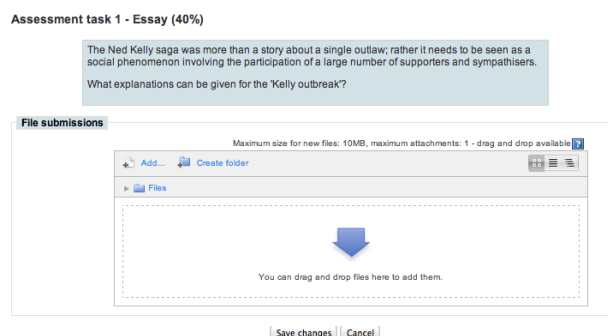 Assessment task 1 - Essay (40%)
The Ned Kelly saga was more than a story about a single outlaw; rather it needs to be seen as a
social phenomenon involving the participation of a large number of supporters and sympathisers.
What explanations can be given for the 'Kelly outbreak'?
File submissions
Maximum size for new files: 10MB, maximum attachments: 1 - drag and drop available ?
Add... Create folder
Files
You can drag and drop files here to add them.
Save changes Cancel